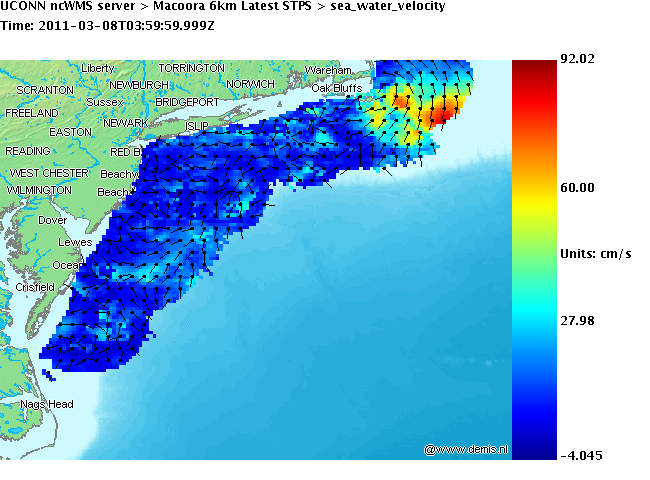 UCONN ncWMS server > Macoora 6km Latest STPS > sea_water_velocity
Time: 2011-03-08T03:59:59.999Z
92.02
Liberty
TORRINGTON
Wareham
SCRANTON
NEWBURGH
NORWICH
Oak Bluffs
Sussex
BRIDGEPORT
FREELAND
NEWARK
ISLIP
EASTON
READING
RED B
WEST CHESTER
Beachw
WILMINGTON
Beach
60.00
Dover
Lewes
Units: cm/s
Ocean
Crisfield
27.98
Nags Head
@www.demis.nl
-4.045